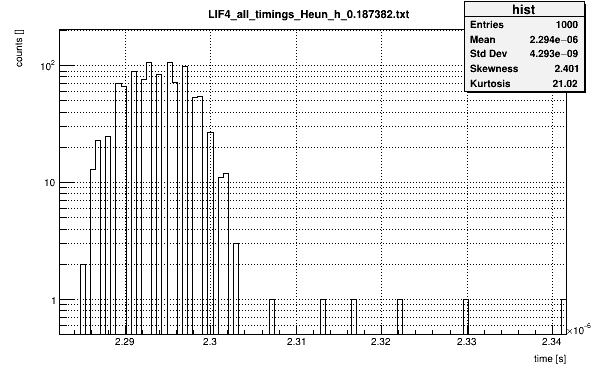 LIF4_all_timings_Heun_h_0.187382.txt
hist
Entries 1000
Mean 2.294e−06
Std Dev 4.293e−09
Skewness 2.401
Kurtosis 21.02
counts []
10²
10
1
2.29 2.3 2.31 2.32 2.33 2.34
×10⁻⁶
time [s]